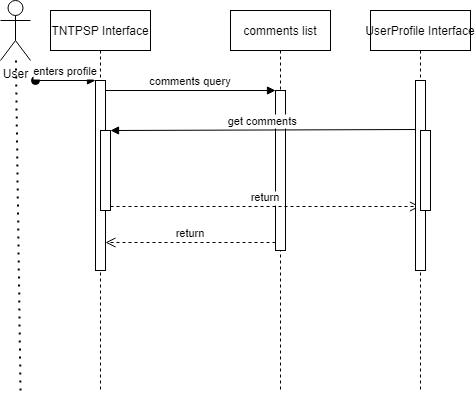 TNTPSP Interface
comments list
UserProfile Interface
User
enters profile
comments query
get comments
return
return